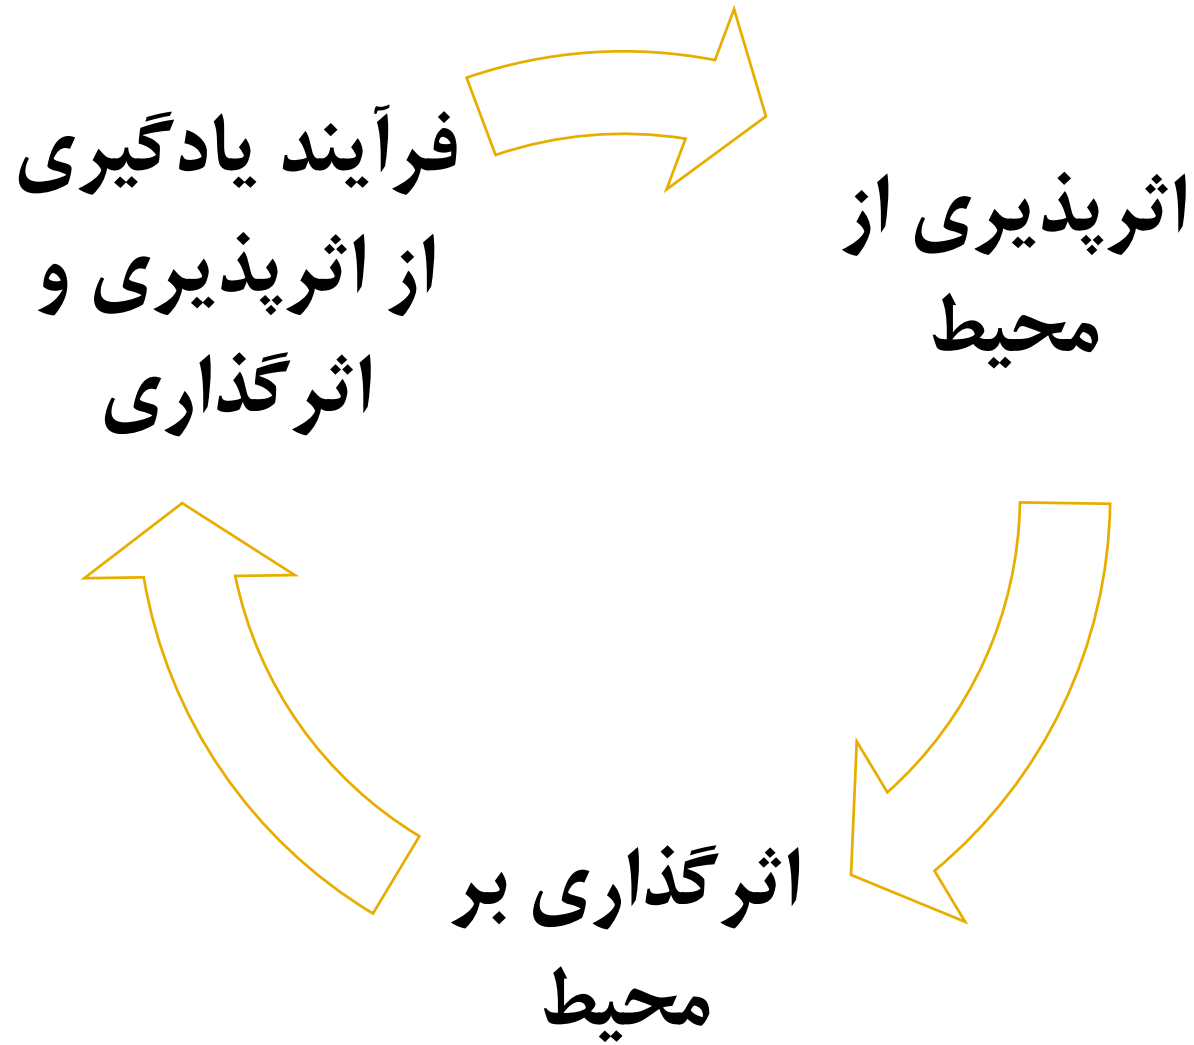 اثرپذیری از
محیط
اثرگذاری بر
محیط
فرآیند یادگیری
از اثرپذیری و
اثرگذاری